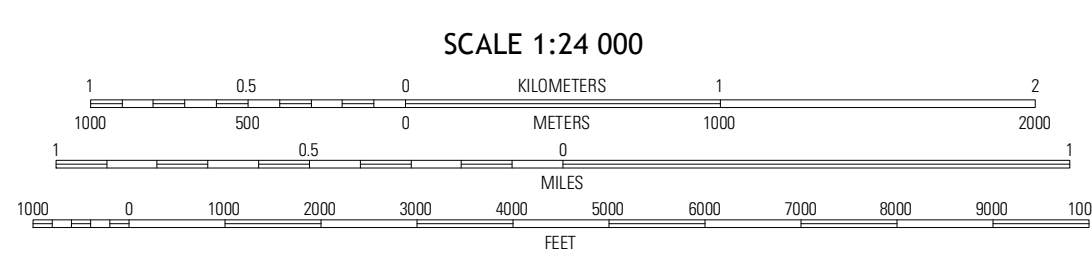 SCALE 1:24 000
1 0.5 0 KILOMETERS 1 2
1000 500 0 METERS 1000 2000
1 0.5 0 1
MILES
1000 0 1000 2000 3000 4000 5000 6000 7000 8000 9000 100
FEET